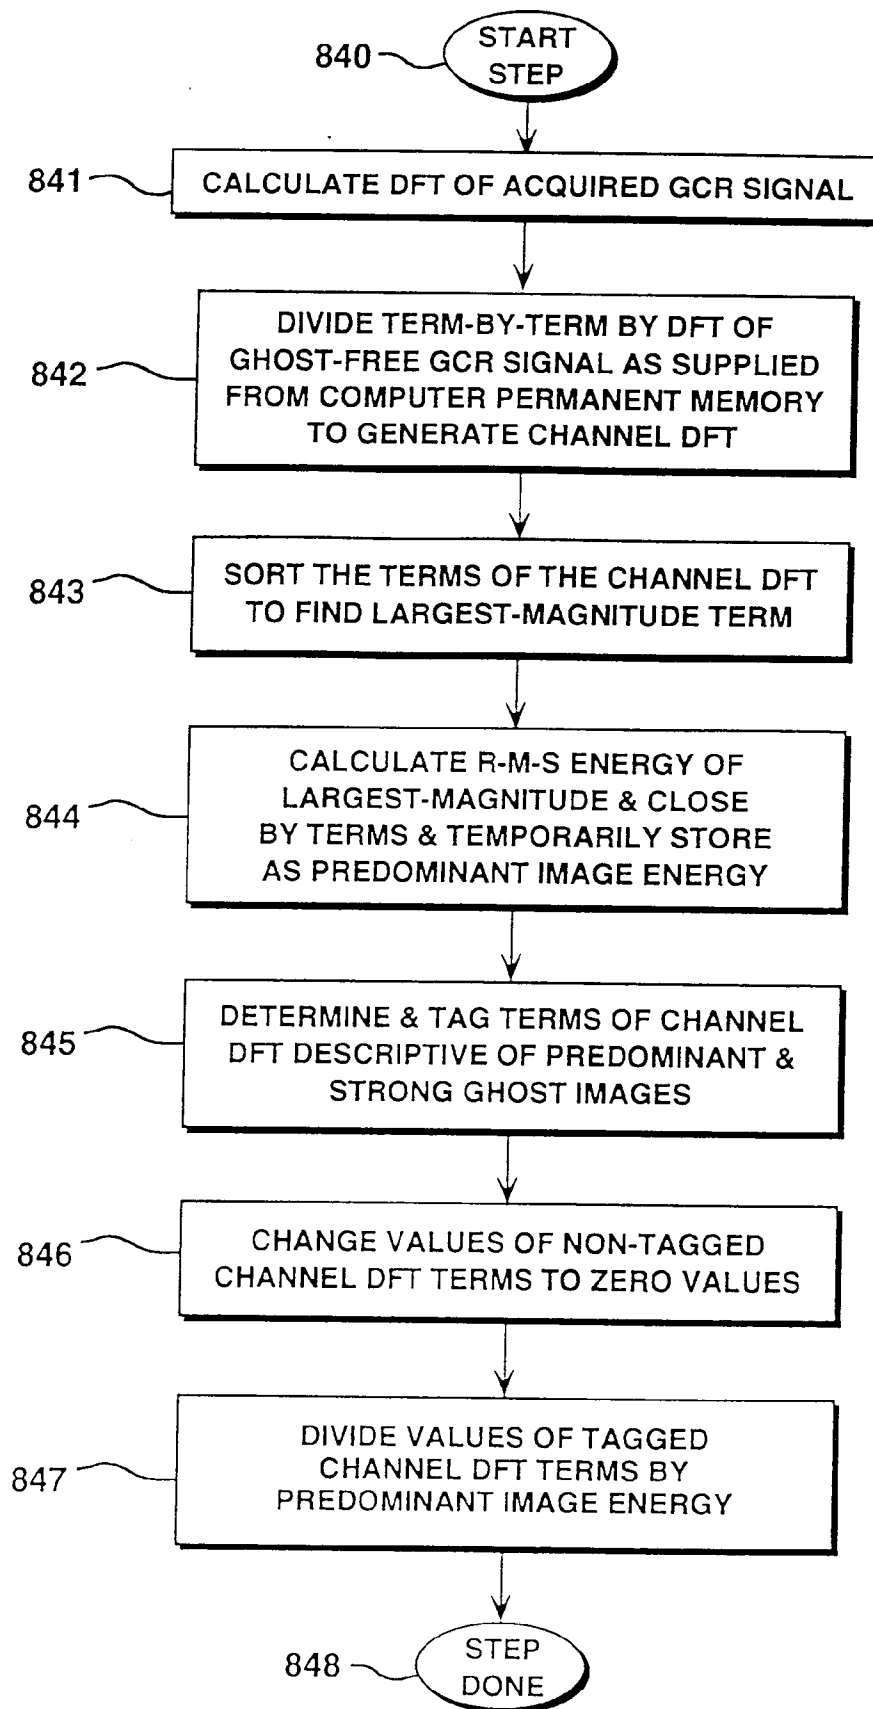 840
START
STEP
841
CALCULATE DFT OF ACQUIRED GCR SIGNAL
842
DIVIDE TERM-BY-TERM BY DFT OF
GHOST-FREE GCR SIGNAL AS SUPPLIED
FROM COMPUTER PERMANENT MEMORY
TO GENERATE CHANNEL DFT
843
SORT THE TERMS OF THE CHANNEL DFT
TO FIND LARGEST-MAGNITUDE TERM
844
CALCULATE R-M-S ENERGY OF
LARGEST-MAGNITUDE & CLOSE
BY TERMS & TEMPORARILY STORE
AS PREDOMINANT IMAGE ENERGY
845
DETERMINE & TAG TERMS OF CHANNEL
DFT DESCRIPTIVE OF PREDOMINANT &
STRONG GHOST IMAGES
846
CHANGE VALUES OF NON-TAGGED
CHANNEL DFT TERMS TO ZERO VALUES
847
DIVIDE VALUES OF TAGGED
CHANNEL DFT TERMS BY
PREDOMINANT IMAGE ENERGY
848
STEP
DONE